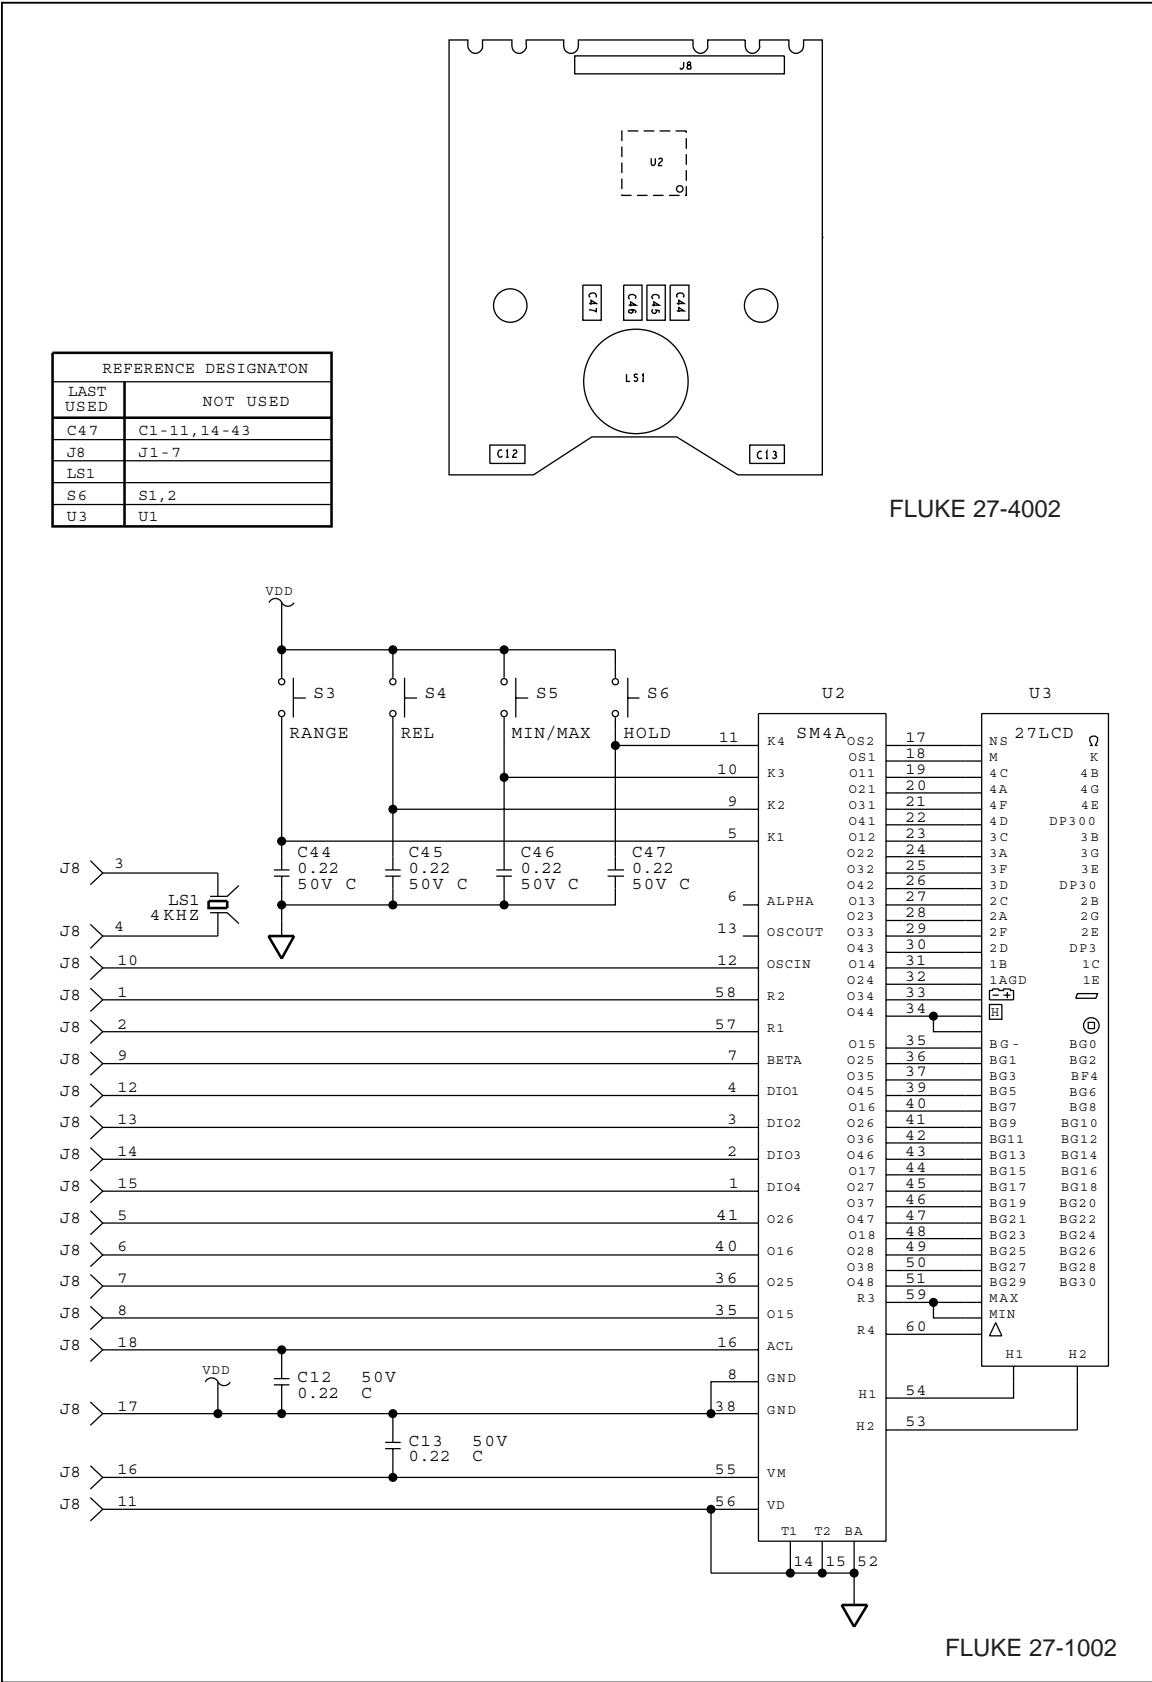 J8
U2
C47 C46 C45 C44
LS1
C12 C13
FLUKE 27-4002
REFERENCE DESIGNATON
LAST USED NOT USED
C47 C1-11,14-43
J8 J1-7
LS1
S6 S1,2
U3 U1
VDD
S3 S4 S5 S6
RANGE REL MIN/MAX HOLD
U2 U3
SM4A 27LCD
11 K4
10 K3
9 K2
5 K1
C44 0.22 50V C
C45 0.22 50V C
C46 0.22 50V C
C47 0.22 50V C
J8 3
LS1
4KHZ
J8 4
6 ALPHA
13 OSCOUT
J8 10 12 OSCIN
J8 1 58 R2
J8 2 57 R1
J8 9 7 BETA
J8 12 4 DIO1
J8 13 3 DIO2
J8 14 2 DIO3
J8 15 1 DIO4
J8 5 41 O26
J8 6 40 O16
J8 7 36 O25
J8 8 35 O15
J8 18 16 ACL
VDD
C12 50V
0.22 C
8 GND
J8 17 38 GND
C13 50V
0.22 C
J8 16 55 VM
J8 11 56 VD
OS2 17 NS Ω
OS1 18 M K
O11 19 4C 4B
O21 20 4A 4G
O31 21 4F 4E
O41 22 4D DP300
O12 23 3C 3B
O22 24 3A 3G
O32 25 3F 3E
O42 26 3D DP30
O13 27 2C 2B
O23 28 2A 2G
O33 29 2F 2E
O43 30 2D DP3
O14 31 1B 1C
O24 32 1AGD 1E
O34 33 - +
O44 34 H
O15 35 BG- BG0
O25 36 BG1 BG2
O35 37 BG3 BF4
O45 39 BG5 BG6
O16 40 BG7 BG8
O26 41 BG9 BG10
O36 42 BG11 BG12
O46 43 BG13 BG14
O17 44 BG15 BG16
O27 45 BG17 BG18
O37 46 BG19 BG20
O47 47 BG21 BG22
O18 48 BG23 BG24
O28 49 BG25 BG26
O38 50 BG27 BG28
O48 51 BG29 BG30
R3 59 MAX
MIN
R4 60 △
H1 H2
H1 54
H2 53
T1 T2 BA
14 15 52
FLUKE 27-1002